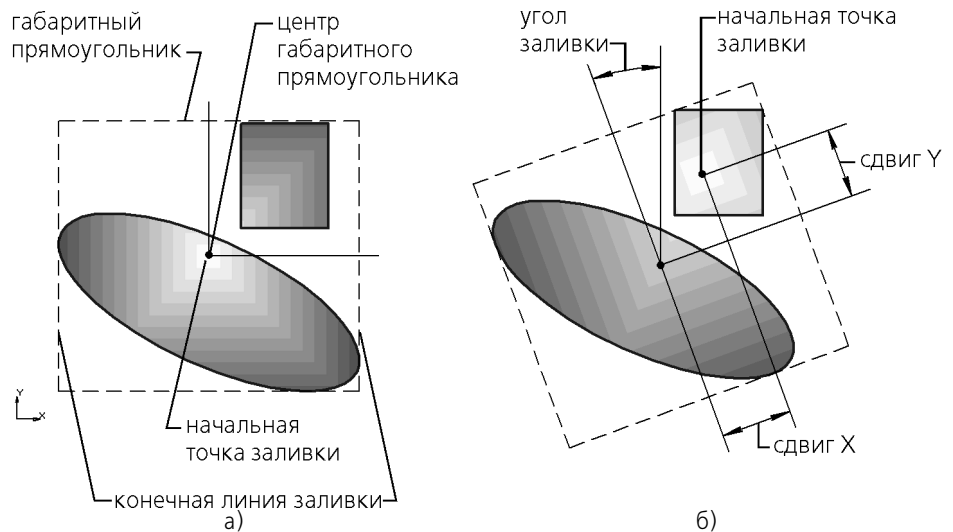 габаритный
прямоугольник
центр
габаритного
прямоугольника
начальная
точка заливки
конечная линия заливки
Y
X
а)
угол
заливки
начальная точка
заливки
сдвиг Y
сдвиг X
б)